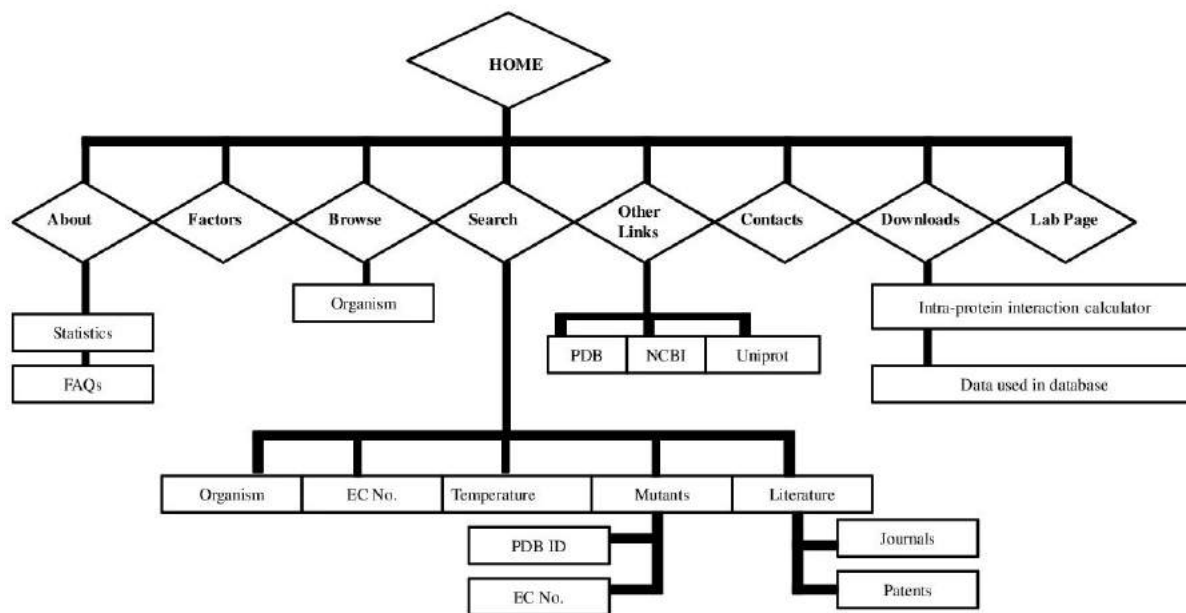 HOME
About
Factors
Browse
Search
Other
Links
Contacts
Downloads
Lab Page
Organism
Intra-protein interaction calculator
Statistics
PDB
NCBI
Uniprot
FAQs
Data used in database
Organism
EC No.
Temperature
Mutants
Literature
PDB ID
Journals
EC No.
Patents